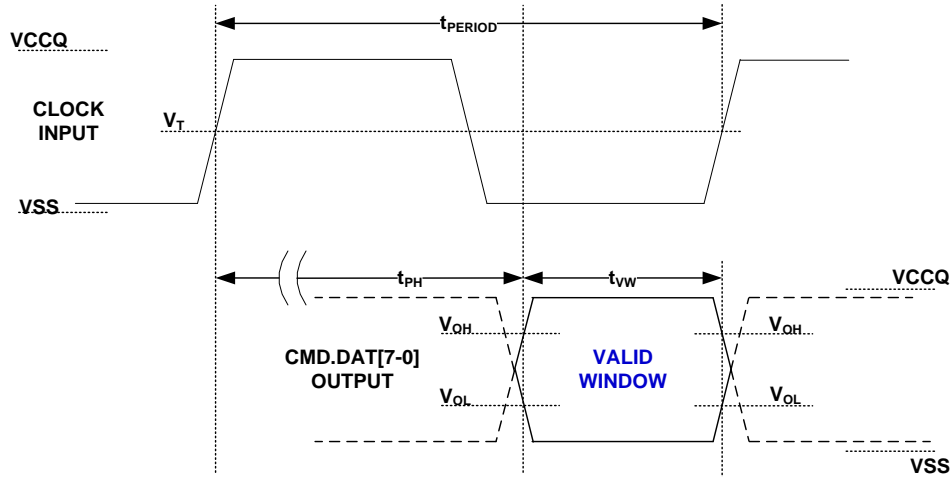 tPERIOD
VCCQ
CLOCK
INPUT
VT
VSS
tPH
tVW
VCCQ
VOH
VOH
CMD.DAT[7-0]
OUTPUT
VALID
WINDOW
VOL
VOL
VSS